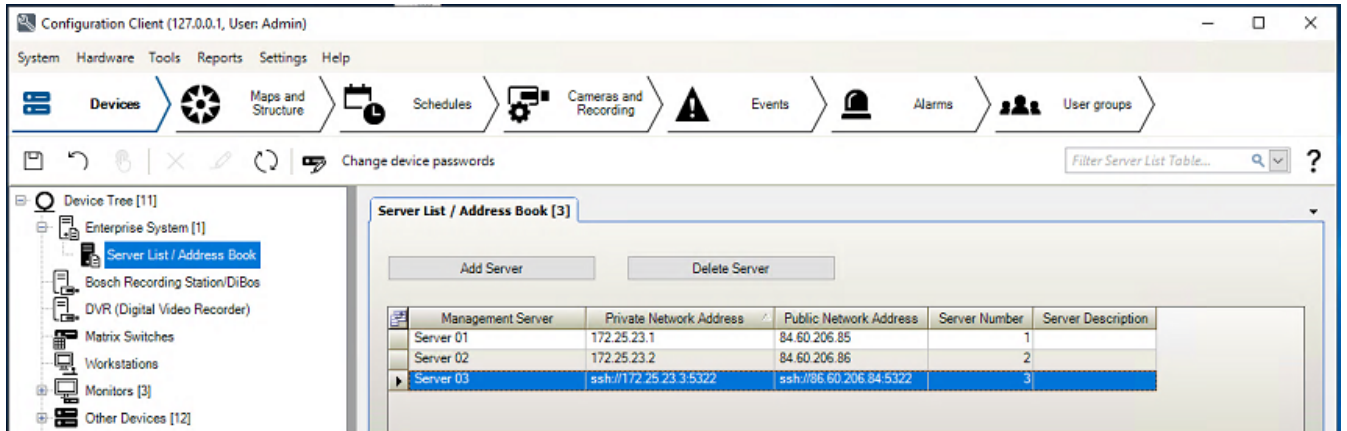 Configuration Client (127.0.0.1, User: Admin)
System Hardware Tools Reports Settings Help
Devices Maps and Structure Schedules Cameras and Recording Events Alarms User groups
Change device passwords Filter Server List Table... ?
Device Tree [11]
Enterprise System [1]
Server List / Address Book
Bosch Recording Station/DiBos
DVR (Digital Video Recorder)
Matrix Switches
Workstations
Monitors [3]
Other Devices [12]
Server List / Address Book [3]
Add Server Delete Server
Management Server Private Network Address Public Network Address Server Number Server Description
Server 01 172.25.23.1 84.60.206.85 1
Server 02 172.25.23.2 84.60.206.86 2
Server 03 ssh://172.25.23.3:5322 ssh://86.60.206.84:5322 3